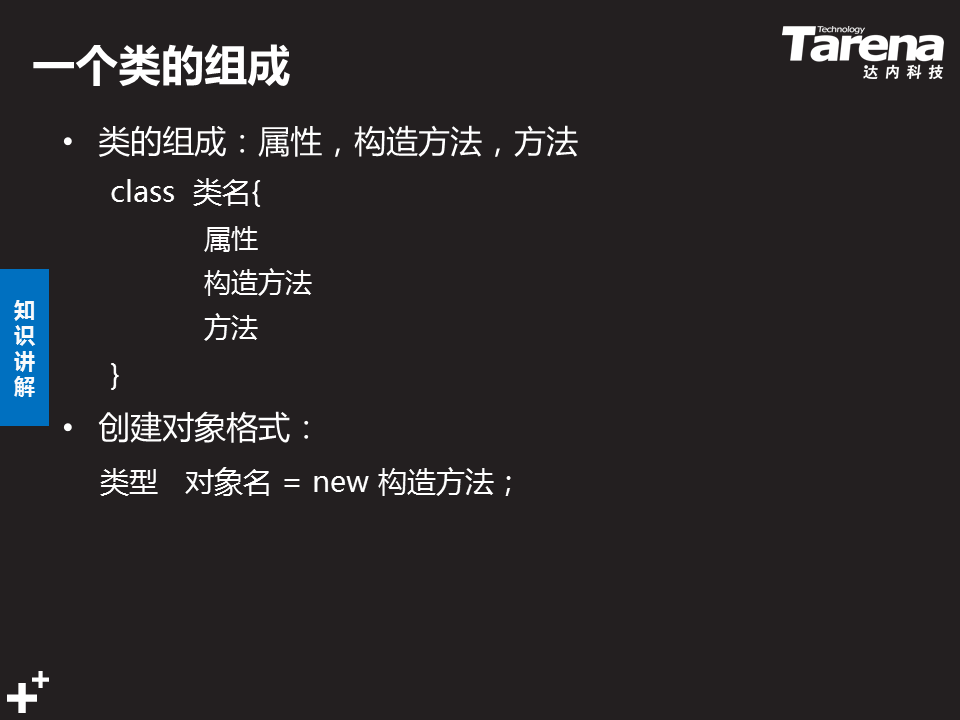 一个类的组成
Technology
Tarena
达内科技
• 类的组成：属性，构造方法，方法
class 类名{
属性
构造方法
方法
}
知识讲解
• 创建对象格式：
类型 对象名 = new 构造方法；